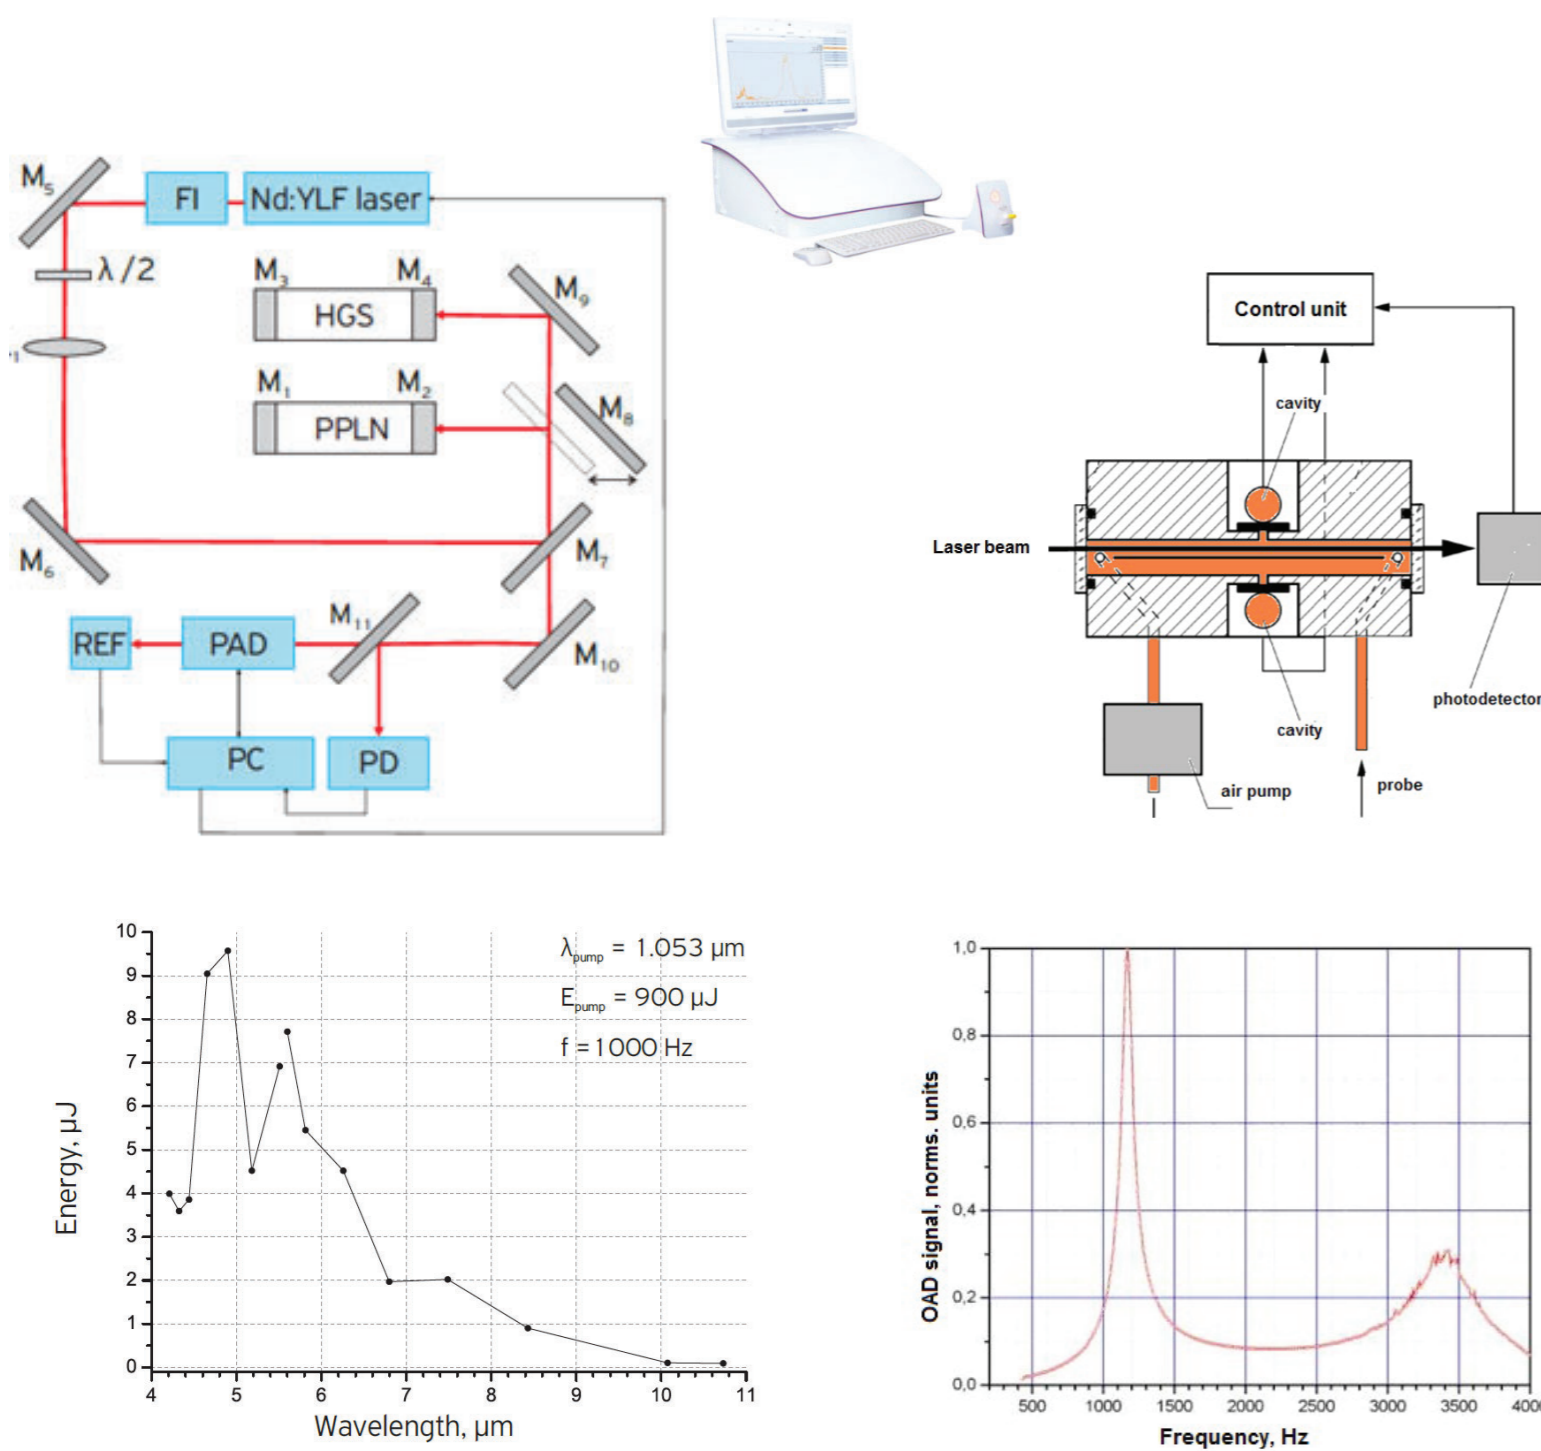 M5
FI
Nd:YLF laser
λ/2
M3
M4
HGS
M9
M1
M2
PPLN
M8
M6
M7
M11
M10
REF
PAD
PC
PD
Control unit
cavity
Laser beam
photodetector
cavity
air pump
probe
10
9
8
7
6
5
4
3
2
1
0
Energy, µJ
λpump = 1.053 µm
Epump = 900 µJ
f = 1000 Hz
4 5 6 7 8 9 10 11
Wavelength, µm
1,0
0,8
0,6
0,4
0,2
0,0
OAD signal, norms. units
500 1000 1500 2000 2500 3000 3500 4000
Frequency, Hz